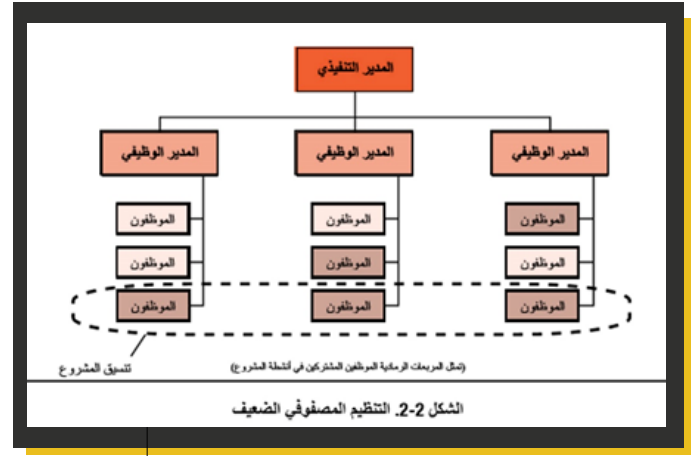 المدير التنفيذي
المدير الوظيفي
المدير الوظيفي
المدير الوظيفي
الموظفون
الموظفون
الموظفون
الموظفون
الموظفون
الموظفون
الموظفون
الموظفون
الموظفون
تنسيق المشروع
(تمثل المربعات الرمادية الموظفين المشتركين في أنشطة المشروع)
الشكل 2-2. التنظيم المصفوفي الضعيف